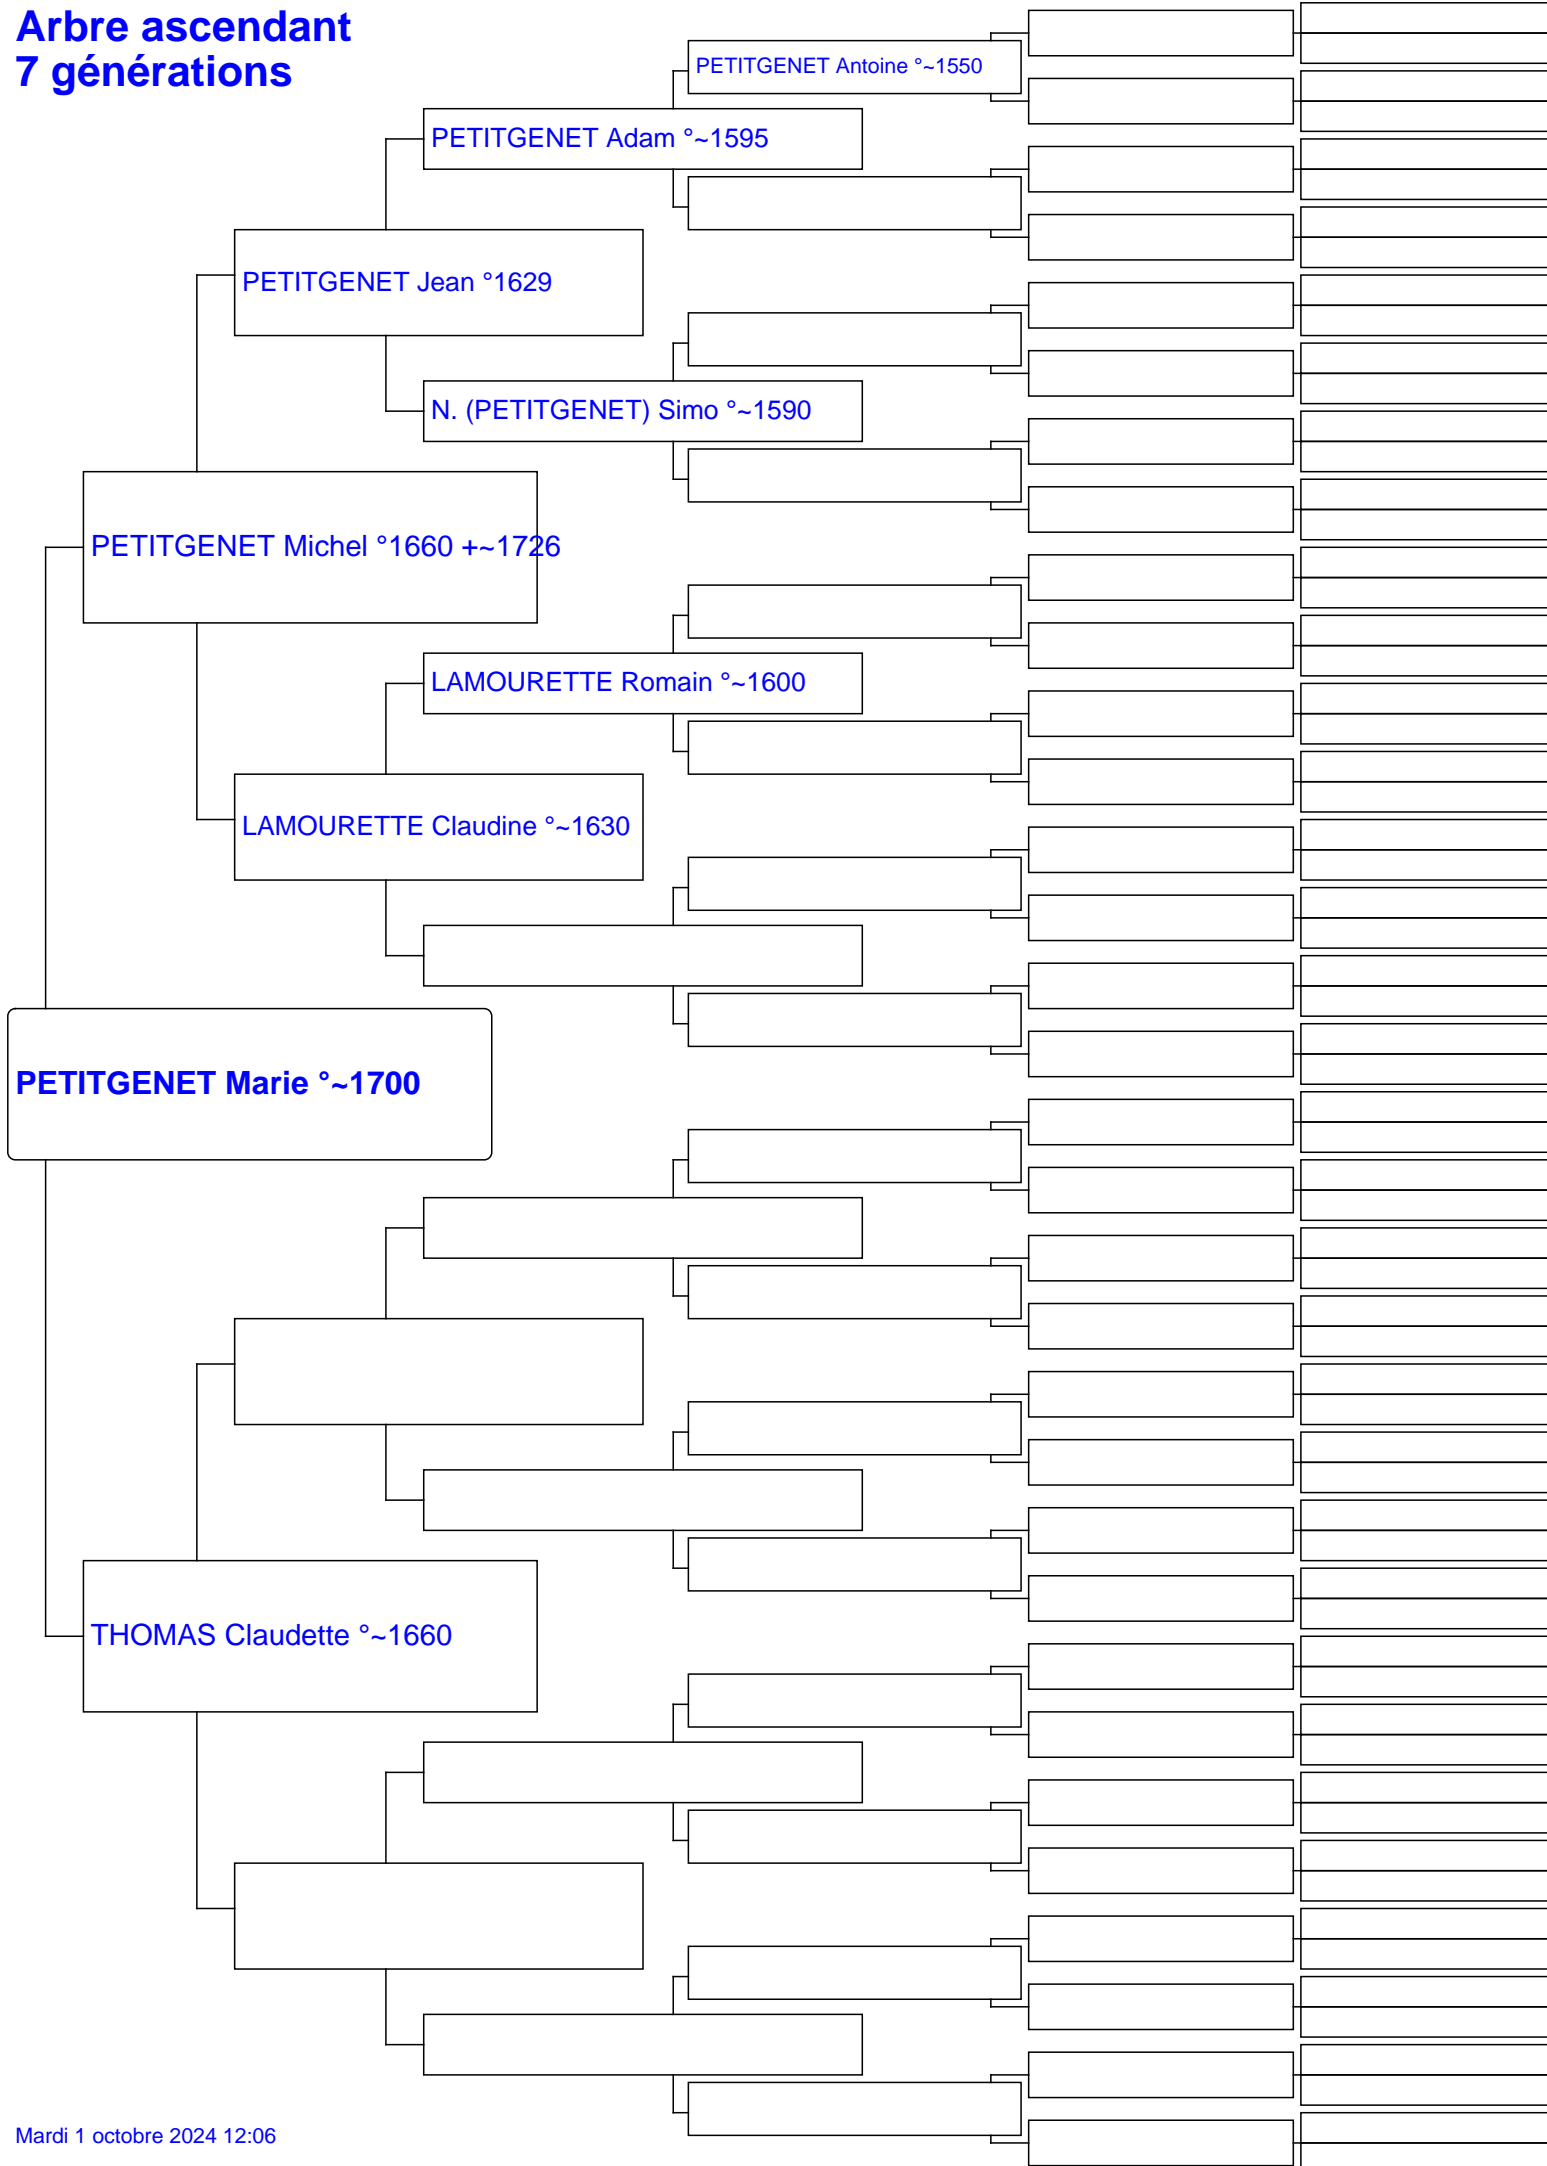 Arbre ascendant
7 générations
PETITGENET Antoine °~1550
PETITGENET Adam °~1595
PETITGENET Jean °1629
N. (PETITGENET) Simo °~1590
PETITGENET Michel °1660 +~1726
LAMOURETTE Romain °~1600
LAMOURETTE Claudine °~1630
PETITGENET Marie °~1700
THOMAS Claudette °~1660
Mardi 1 octobre 2024 12:06